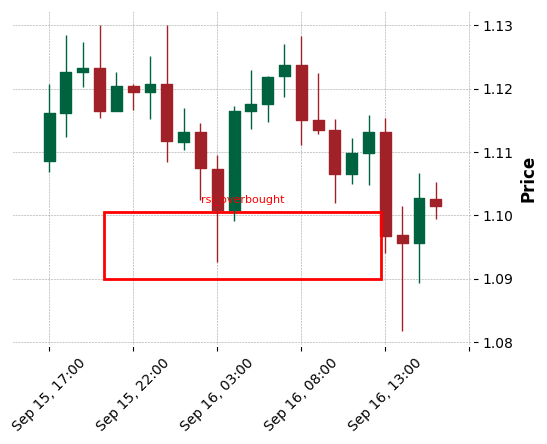 1.13
1.12
1.11
1.10
1.09
1.08
Price
rsi overbought
Sep 15, 17:00
Sep 15, 22:00
Sep 16, 03:00
Sep 16, 08:00
Sep 16, 13:00